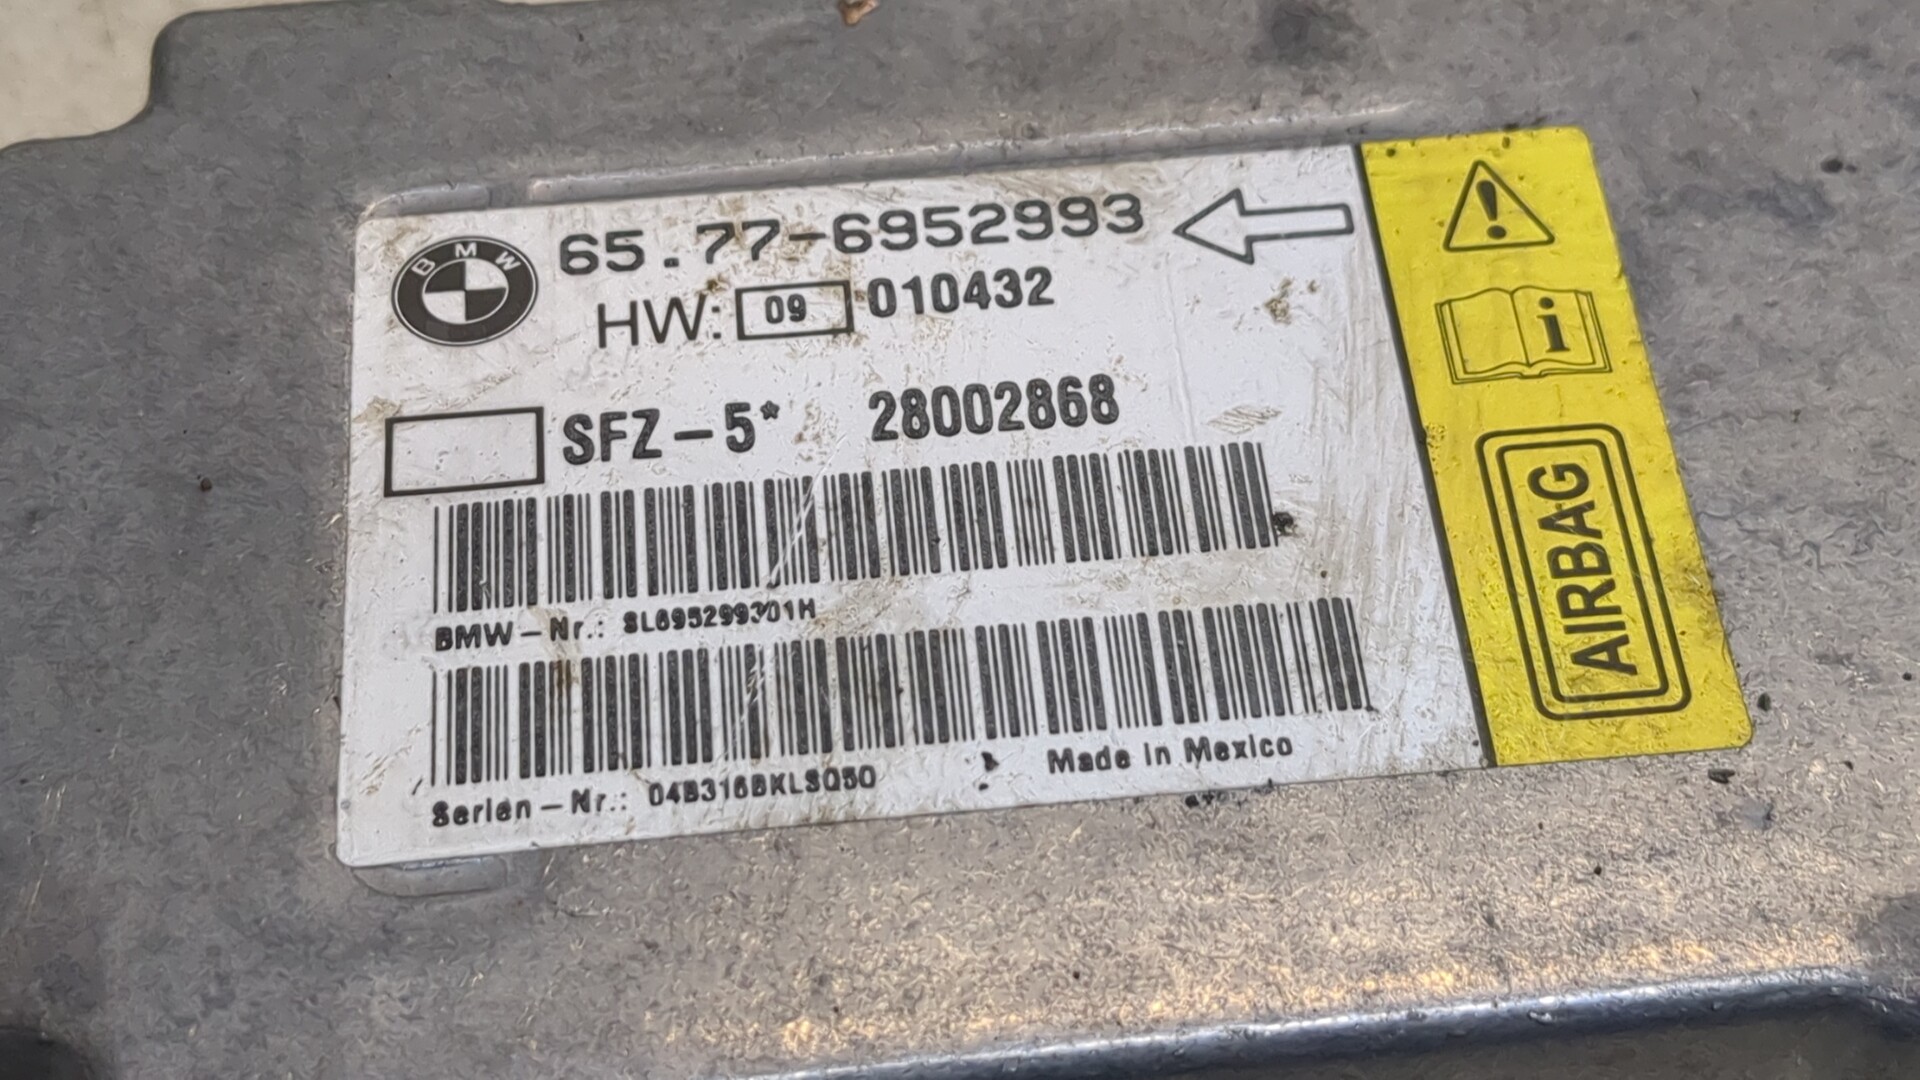 BMW
65.77-6952993
HW: 09 010432
SFZ-5* 28002868
BMW-Nr.: SL695299301H
Serien-Nr.: 04B316BKLSQ50
Made in Mexico
i
AIRBAG